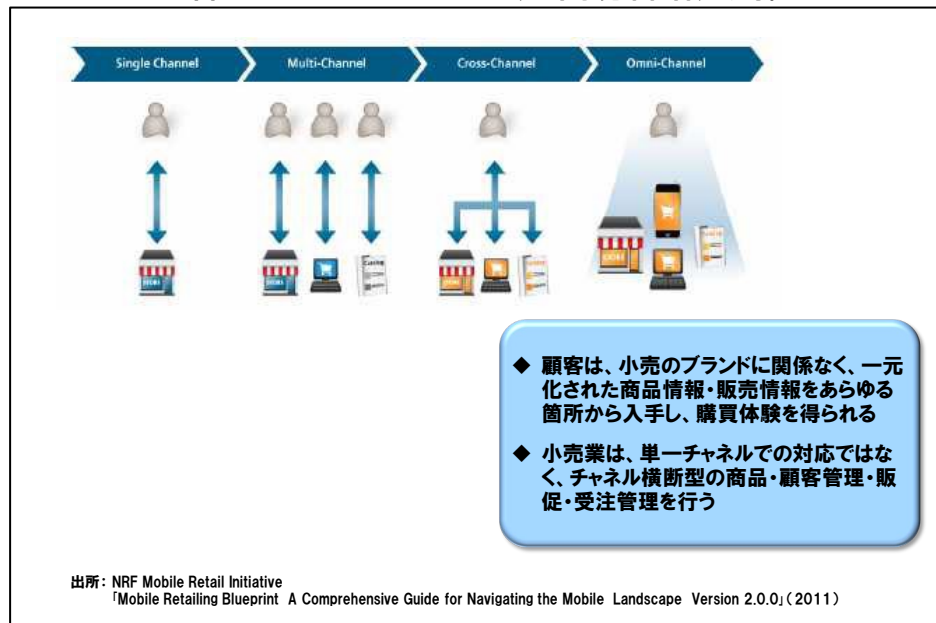 Single Channel
Multi-Channel
Cross-Channel
Omni-Channel
◆ 顧客は、小売のブランドに関係なく、一元
化された商品情報・販売情報をあらゆる
箇所から入手し、購買体験を得られる
◆ 小売業は、単一チャネルでの対応ではな
く、チャネル横断型の商品・顧客管理・販
促・受注管理を行う
出所： NRF Mobile Retail Initiative
「Mobile Retailing Blueprint A Comprehensive Guide for Navigating the Mobile Landscape Version 2.0.0」（2011）